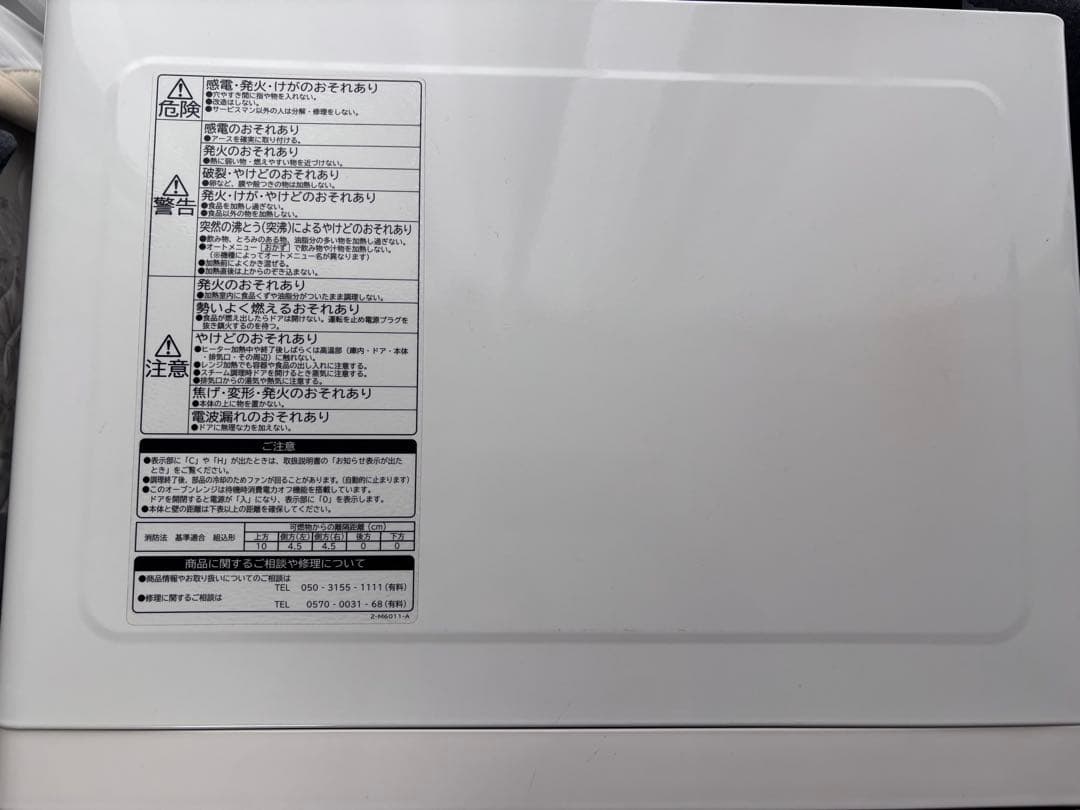 危険
感電・発火・けがのおそれあり
●穴やすき間に指や物を入れない。
●改造はしない。
●サービスマン以外の人は分解・修理をしない。
警告
感電のおそれあり
●アースを確実に取り付ける。
発火のおそれあり
●熱に弱い物・燃えやすい物を近づけない。
破裂・やけどのおそれあり
●卵など、膜や殻つきの物は加熱しない。
発火・けが・やけどのおそれあり
●食品を加熱し過ぎない。
●食品以外の物を加熱しない。
突然の沸とう(突沸)によるやけどのおそれあり
●飲み物、とろみのある物、油脂分の多い物を加熱し過ぎない。
●オートメニュー おかず で飲み物や汁物を加熱しない。
(※機種によってオートメニュー名が異なります)
●加熱前によくかき混ぜる。
●加熱直後は上からのぞき込まない。
注意
発火のおそれあり
●加熱室内に食品くずや油脂分がついたまま調理しない。
勢いよく燃えるおそれあり
●食品が燃え出したらドアは開けない。運転を止め電源プラグを
抜き鎮火するのを待つ。
やけどのおそれあり
●ヒーター加熱中や終了後しばらくは高温部(庫内・ドア・本体
・排気口・その周辺)に触れない。
●レンジ加熱でも容器や食品の出し入れに注意する。
●スチーム調理時ドアを開けるとき蒸気に注意する。
●排気口からの湯気や熱気に注意する。
焦げ・変形・発火のおそれあり
●本体の上に物を置かない。
電波漏れのおそれあり
●ドアに無理な力を加えない。
ご注意
●表示部に「C」や「H」が出たときは、取扱説明書の「お知らせ表示が出た
とき」をご覧ください。
●調理終了後、部品の冷却のためファンが回ることがあります。(自動的に止まります)
●このオーブンレンジは待機時消費電力オフ機能を搭載しています。
ドアを開閉すると電源が「入」になり、表示部に「0」を表示します。
●本体と壁の距離は下表以上の距離を確保してください。
消防法 基準適合 組込形
可燃物からの離隔距離(cm)
上方 側方(左) 側方(右) 後方 下方
10 4.5 4.5 0 0
商品に関するご相談や修理について
●商品情報やお取り扱いについてのご相談は
TEL 050-3155-1111(有料)
●修理に関するご相談は
TEL 0570-0031-68(有料)
2-M6011-A